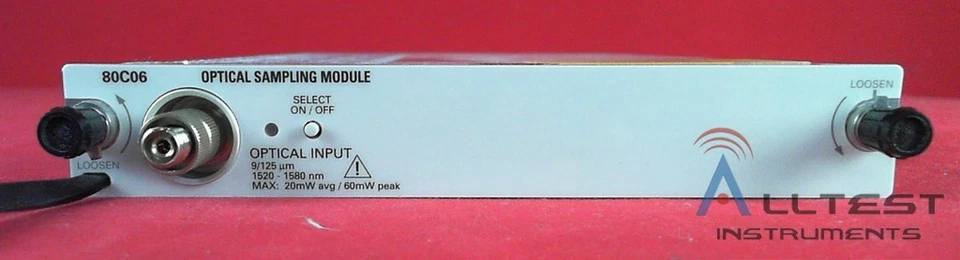 80C06 OPTICAL SAMPLING MODULE
LOOSEN
SELECT
ON / OFF
LOOSEN
OPTICAL INPUT
9/125 µm
1520 - 1580 nm
MAX: 20mW avg / 60mW peak
ALLTEST
INSTRUMENTS